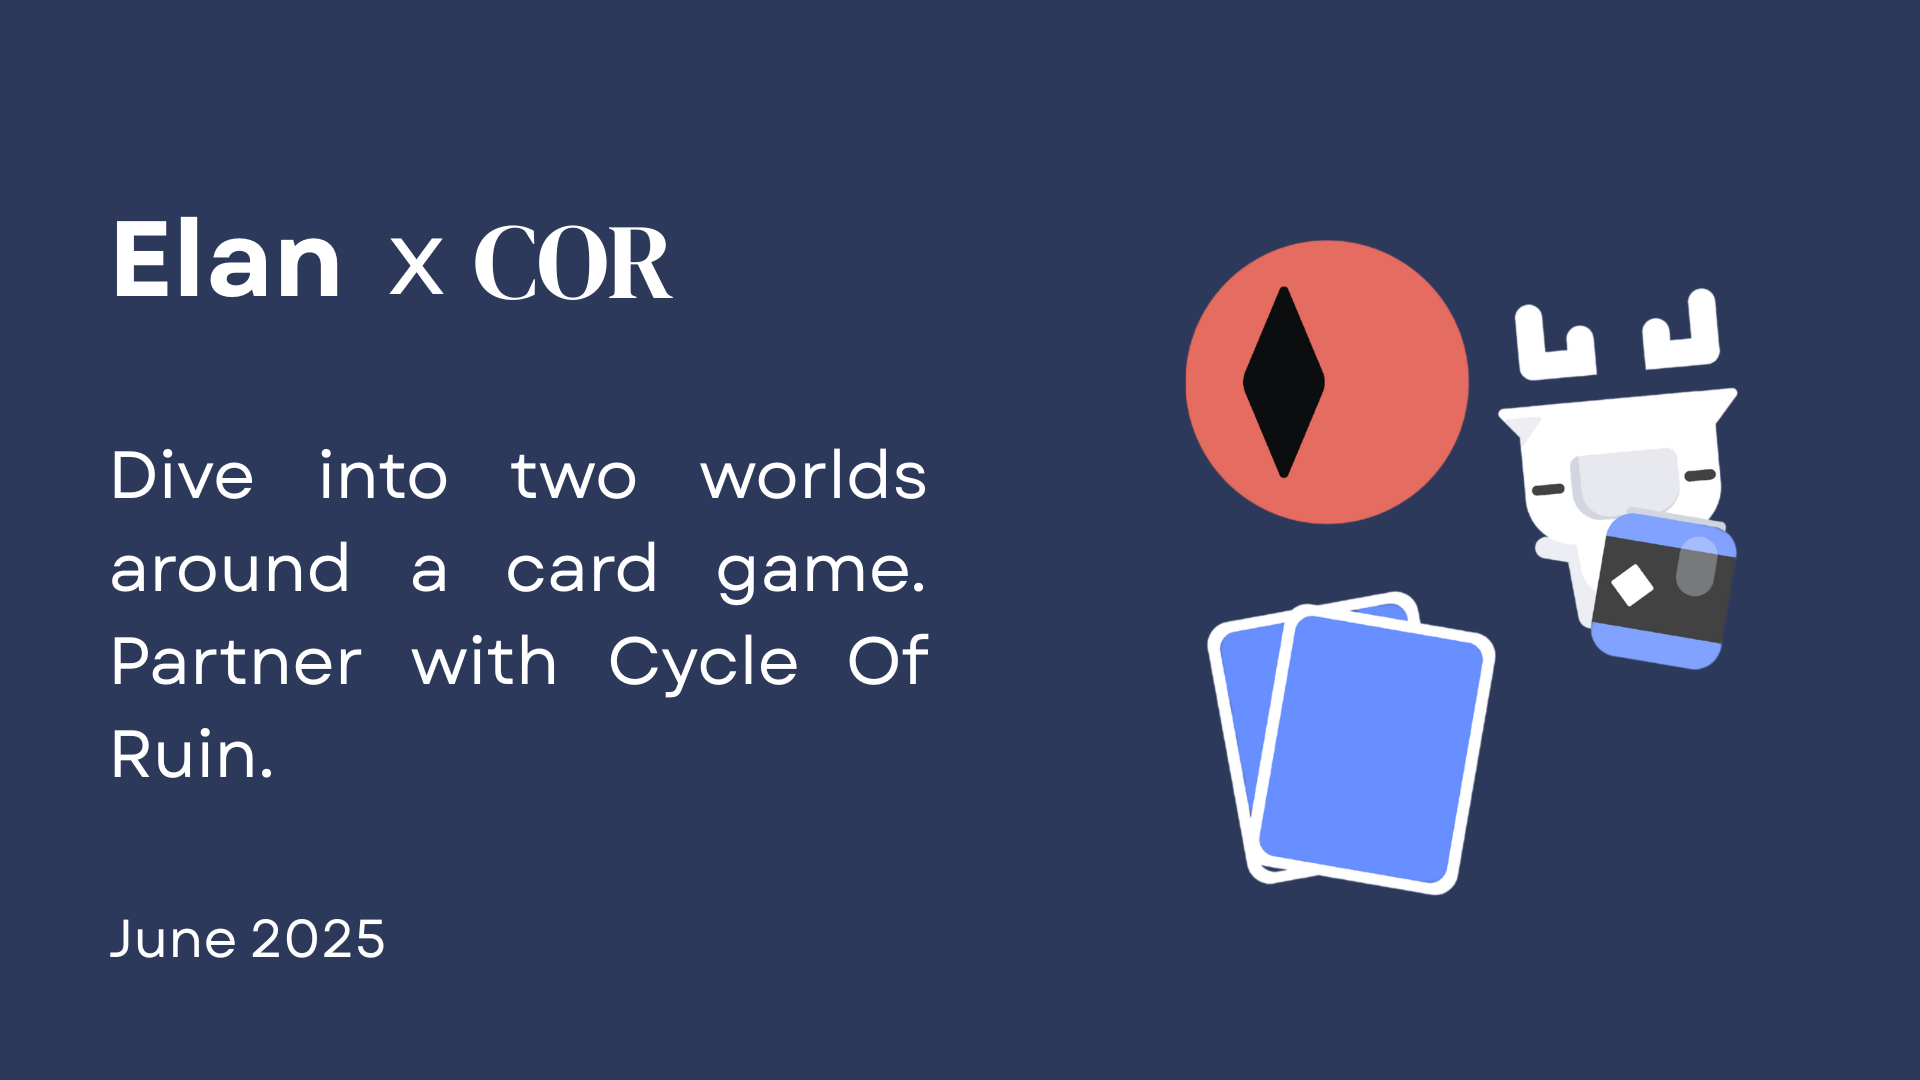 Elan x COR
Dive into two worlds
around a card game.
Partner with Cycle Of
Ruin.
June 2025